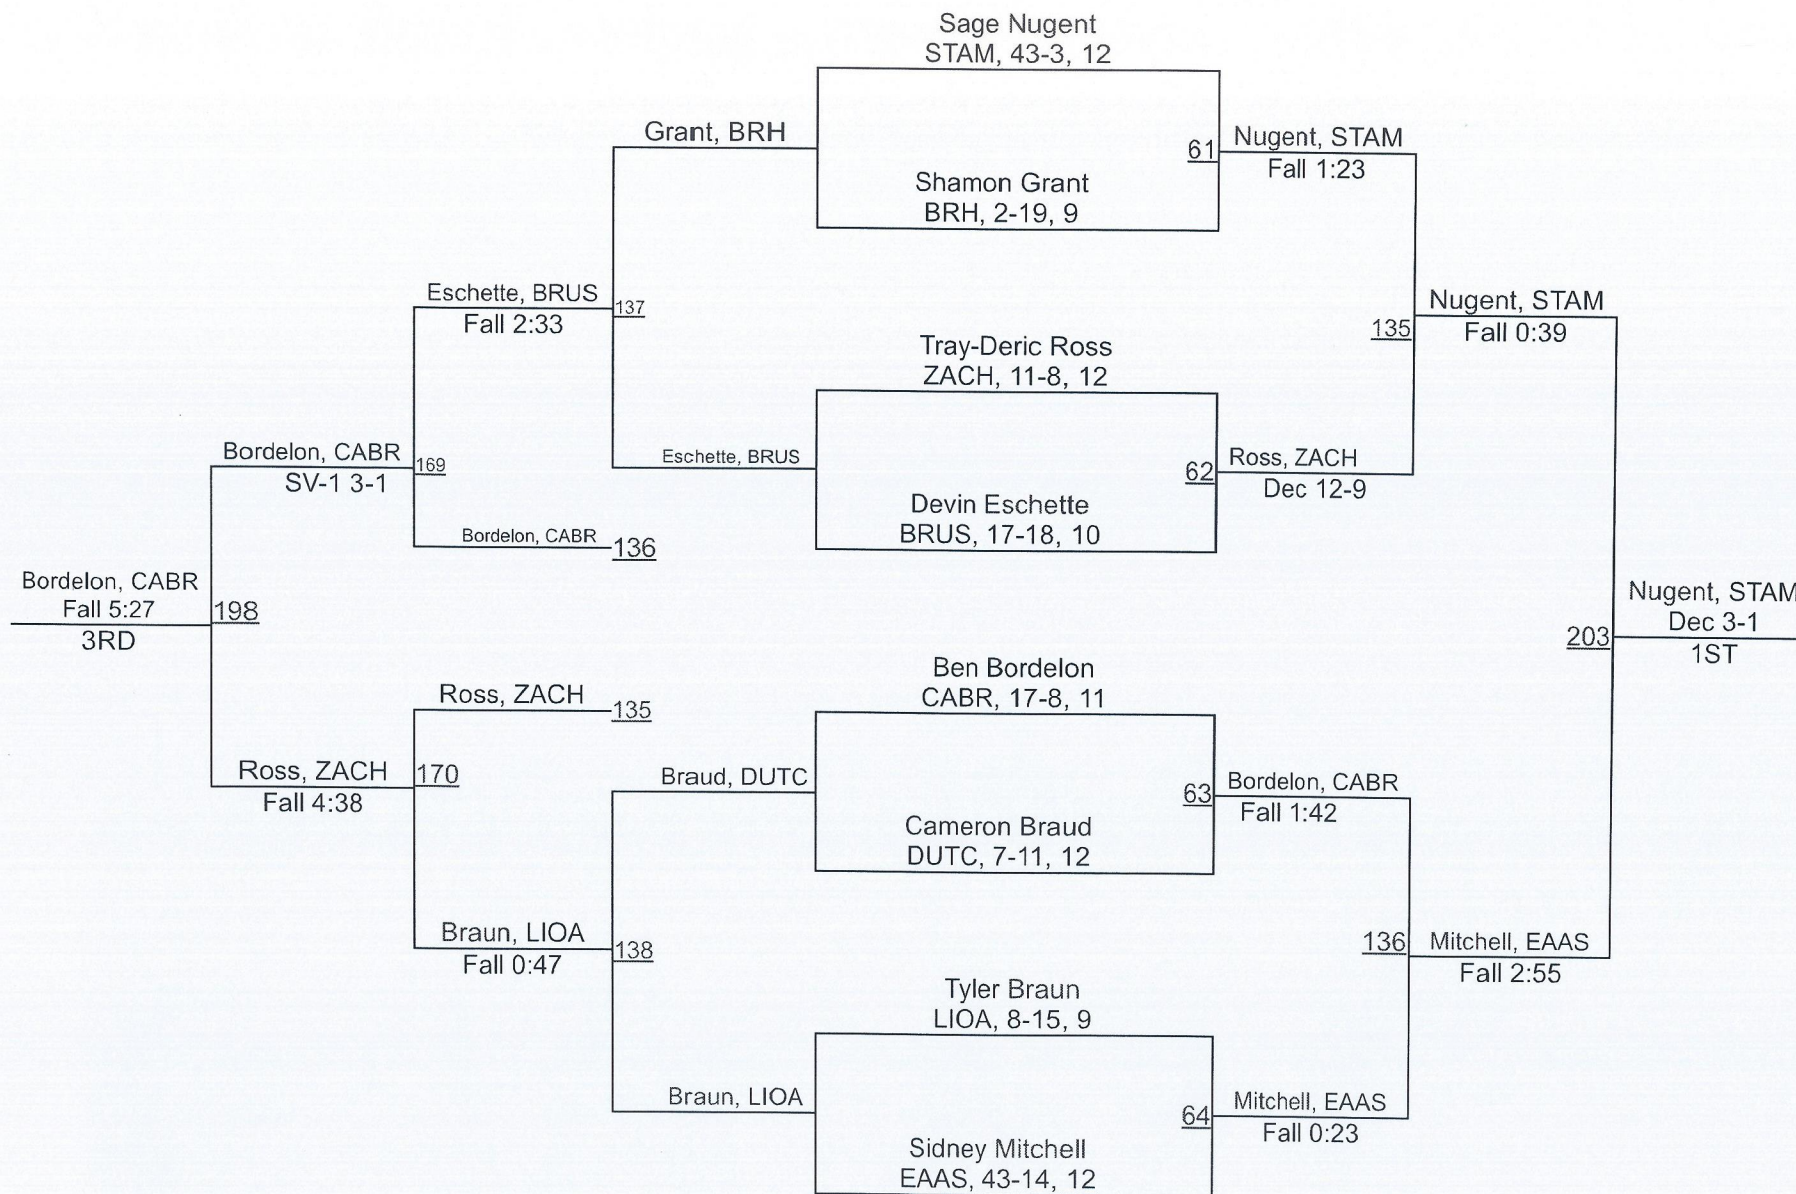 Sage Nugent
STAM, 43-3, 12
Grant, BRH
61
Nugent, STAM
Fall 1:23
Shamon Grant
BRH, 2-19, 9
Eschette, BRUS
Fall 2:33
137
Nugent, STAM
Fall 0:39
135
Tray-Deric Ross
ZACH, 11-8, 12
Bordelon, CABR
SV-1 3-1
169
Eschette, BRUS
62
Ross, ZACH
Dec 12-9
Devin Eschette
BRUS, 17-18, 10
Bordelon, CABR
136
Bordelon, CABR
Fall 5:27
3RD
198
Nugent, STAM
Dec 3-1
1ST
203
Ben Bordelon
CABR, 17-8, 11
Ross, ZACH
135
Ross, ZACH
Fall 4:38
170
Braud, DUTC
63
Bordelon, CABR
Fall 1:42
Cameron Braud
DUTC, 7-11, 12
Braun, LIOA
Fall 0:47
138
136
Mitchell, EAAS
Fall 2:55
Tyler Braun
LIOA, 8-15, 9
Braun, LIOA
64
Mitchell, EAAS
Fall 0:23
Sidney Mitchell
EAAS, 43-14, 12